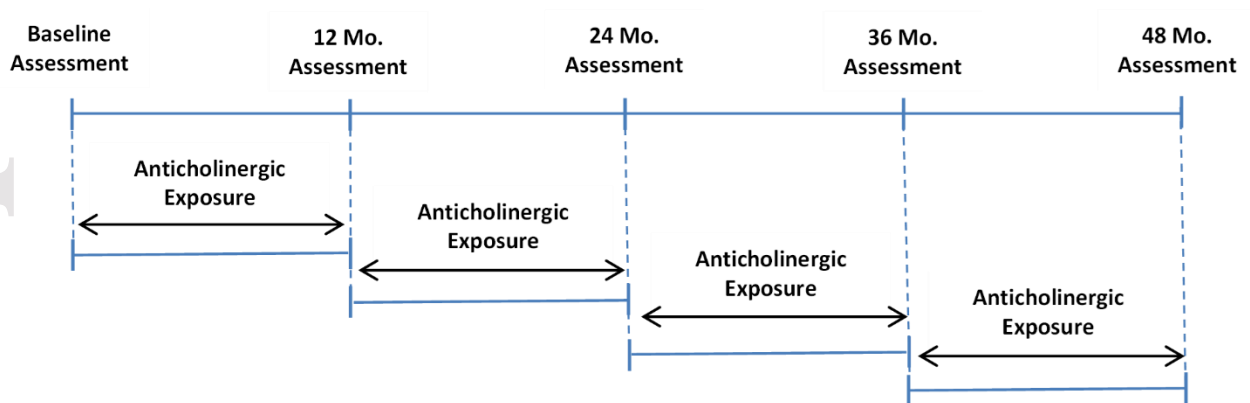 Baseline
Assessment
12 Mo.
Assessment
24 Mo.
Assessment
36 Mo.
Assessment
48 Mo.
Assessment
Anticholinergic
Exposure
Anticholinergic
Exposure
Anticholinergic
Exposure
Anticholinergic
Exposure